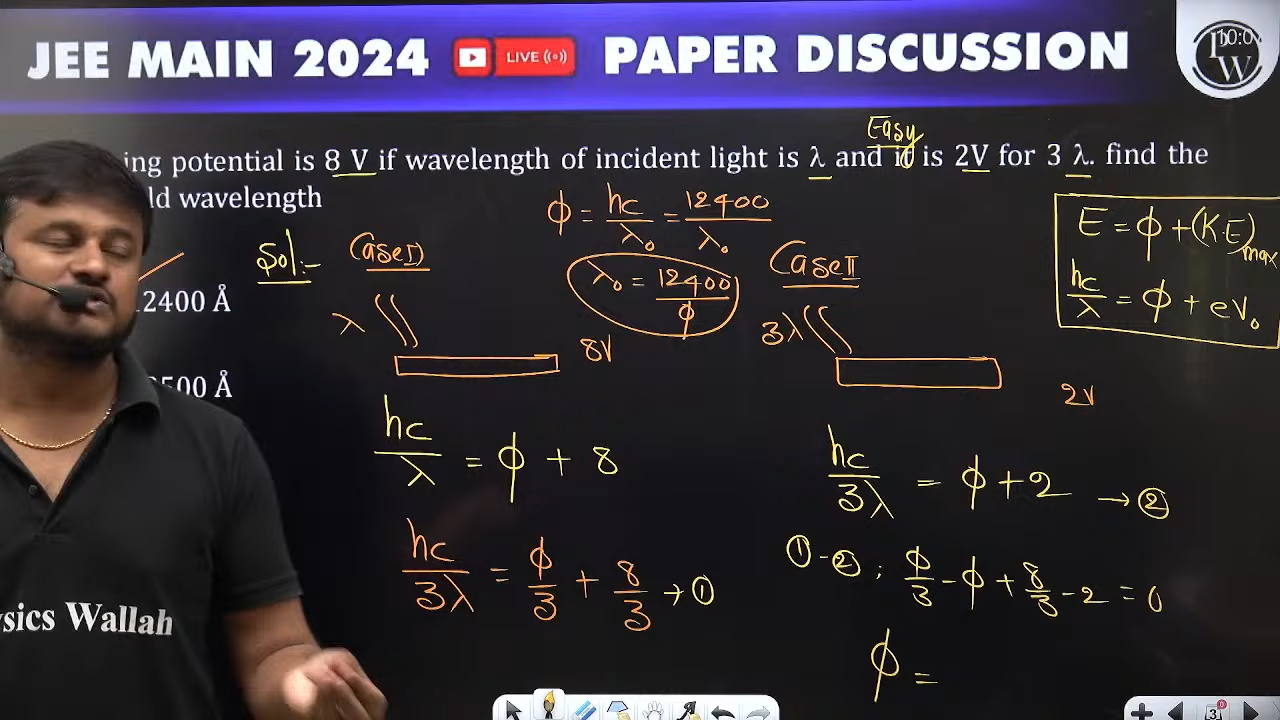 JEE MAIN 2024 LIVE PAPER DISCUSSION
Easy
ing potential is 8 V if wavelength of incident light is λ and it is 2V for 3 λ. find the
ld wavelength
Sol:-
Case I)
φ = hc/λ₀ = 12400/λ₀
λ₀ = 12400/φ
Case II
E = φ + (K.E)max
hc/λ = φ + eV₀
2400 Å
500 Å
λ
8V
3λ
2V
hc/λ = φ + 8
hc/3λ = φ + 2 → ②
hc/3λ = φ/3 + 8/3 → ①
① - ② ; φ/3 - φ + 8/3 - 2 = 0
φ =
ysics Wallah